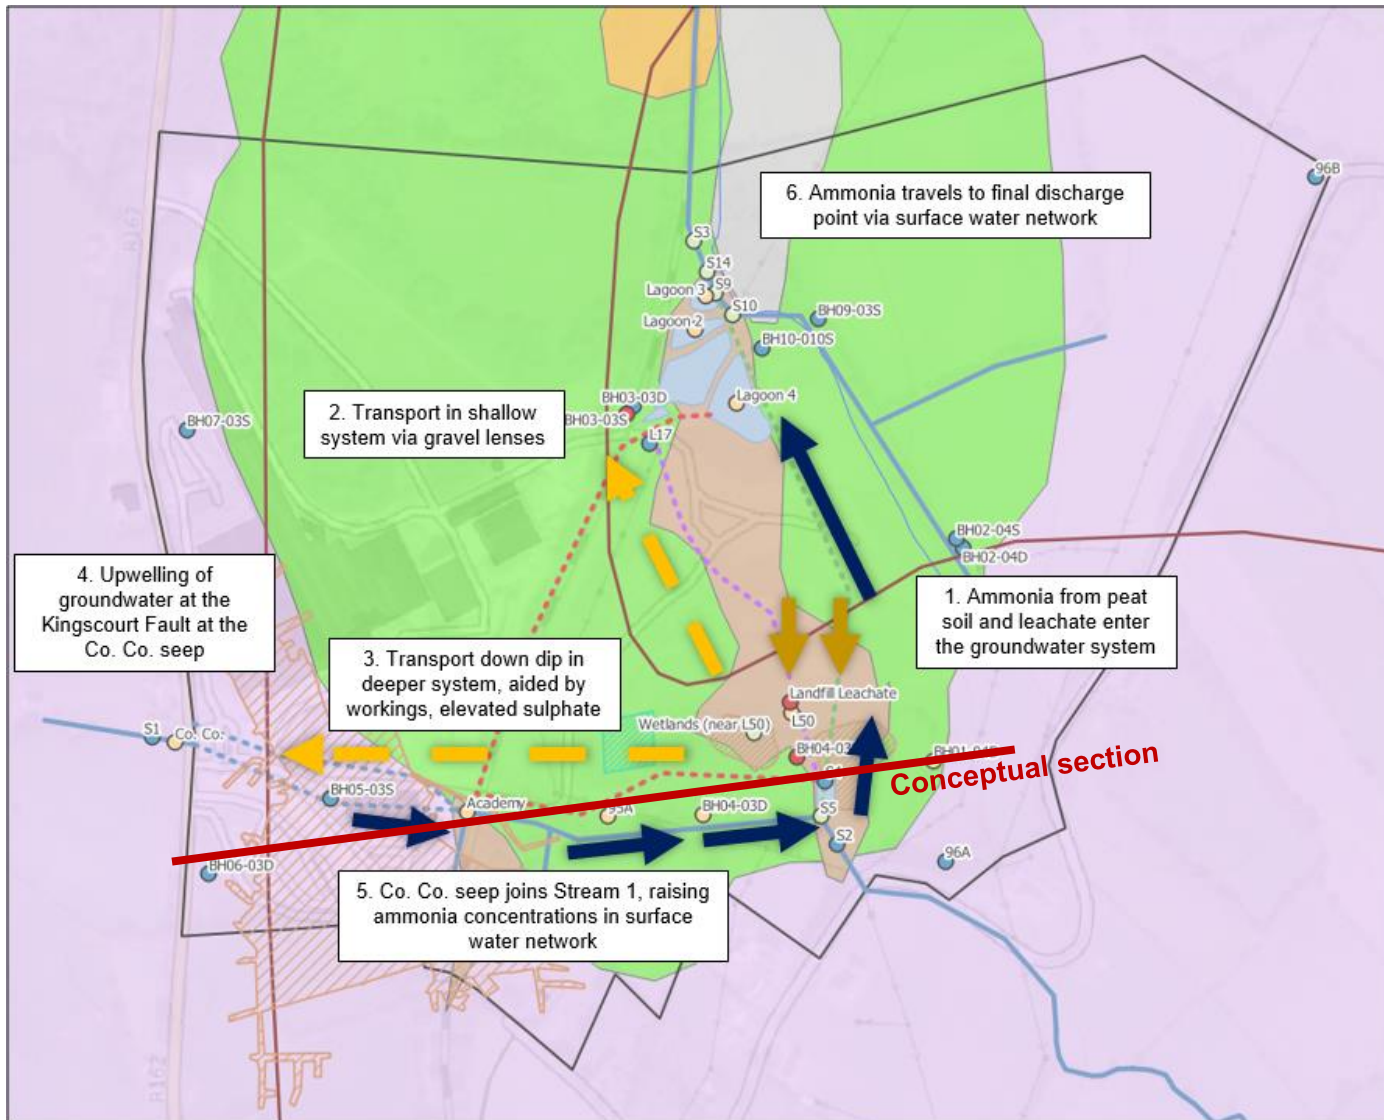 R162
96B
6. Ammonia travels to final discharge
point via surface water network
S3
S14
Lagoon 3
S9
S10
BH09-03S
Lagoon 2
BH10-010S
BH03-03D
Lagoon 4
BH03-03S
2. Transport in shallow
system via gravel lenses
BH07-03S
L17
BH02-04S
BH02-04D
4. Upwelling of
groundwater at the
Kingscourt Fault at the
Co. Co. seep
1. Ammonia from peat
soil and leachate enter
the groundwater system
3. Transport down dip in
deeper system, aided by
workings, elevated sulphate
Landfill Leachate
L50
Wetlands (near L50)
S1
Co. Co.
BH04-03
Conceptual section
BH05-03S
Academy
95A
BH04-03D
S5
S2
96A
BH06-03D
5. Co. Co. seep joins Stream 1, raising
ammonia concentrations in surface
water network
R162